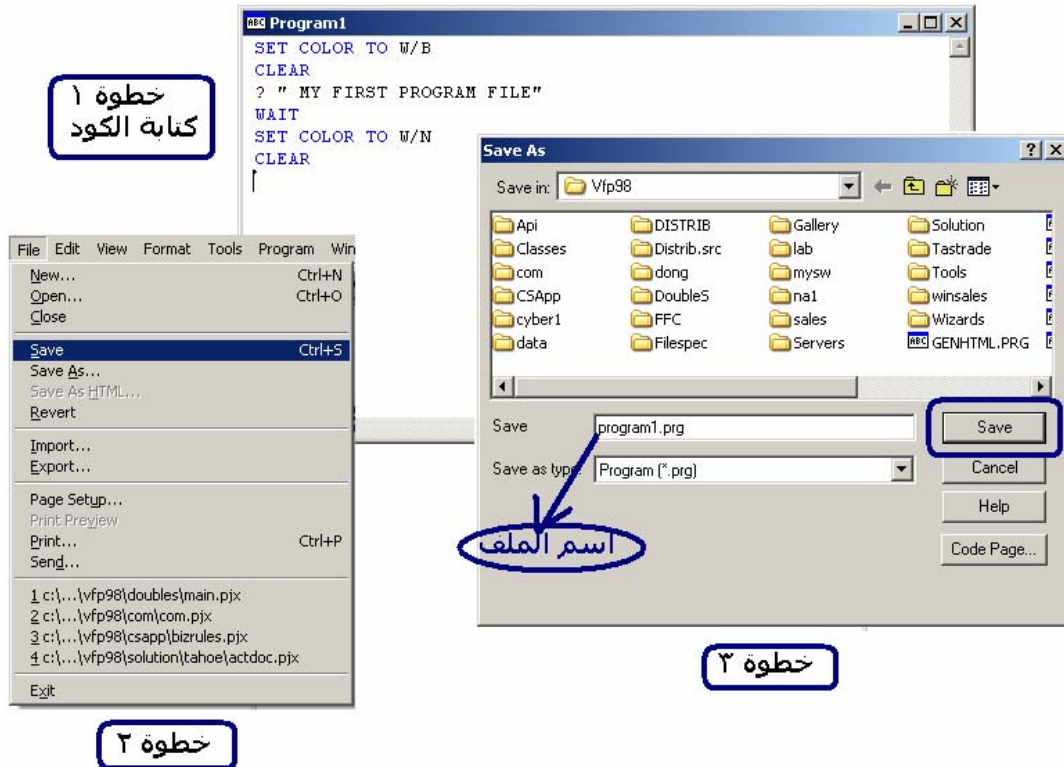 Program1
SET COLOR TO W/B
CLEAR
? " MY FIRST PROGRAM FILE"
WAIT
SET COLOR TO W/N
CLEAR
خطوة ١
كتابة الكود
File Edit View Format Tools Program Win
New... Ctrl+N
Open... Ctrl+O
Close
Save Ctrl+S
Save As...
Save As HTML...
Revert
Import...
Export...
Page Setup...
Print Preview
Print... Ctrl+P
Send...
1 c:\...\vfp98\doubles\main.pjx
2 c:\...\vfp98\com\com.pjx
3 c:\...\vfp98\csapp\bizrules.pjx
4 c:\...\vfp98\solution\tahoe\actdoc.pjx
Exit
خطوة ٢
Save As
Save in: Vfp98
Api DISTRIB Gallery Solution
Classes Distrib.src lab Tastrade
com dong mysw Tools
CSApp DoubleS na1 winsales
cyber1 FFC sales Wizards
data Filespec Servers GENHTML.PRG
Save program1.prg Save
Save as type: Program (*.prg) Cancel
Help
Code Page...
اسم الملف
خطوة ٣